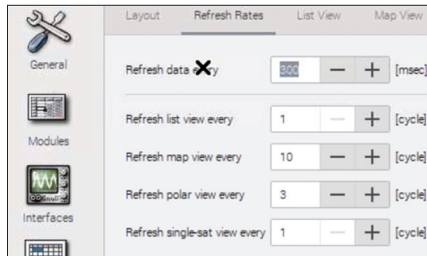 Layout Refresh Rates List View Map View
General
Refresh data every 300 [msec]
Modules
Refresh list view every 1 [cycle]
Refresh map view every 10 [cycle]
Interfaces
Refresh polar view every 3 [cycle]
Refresh single-sat view every 1 [cycle]